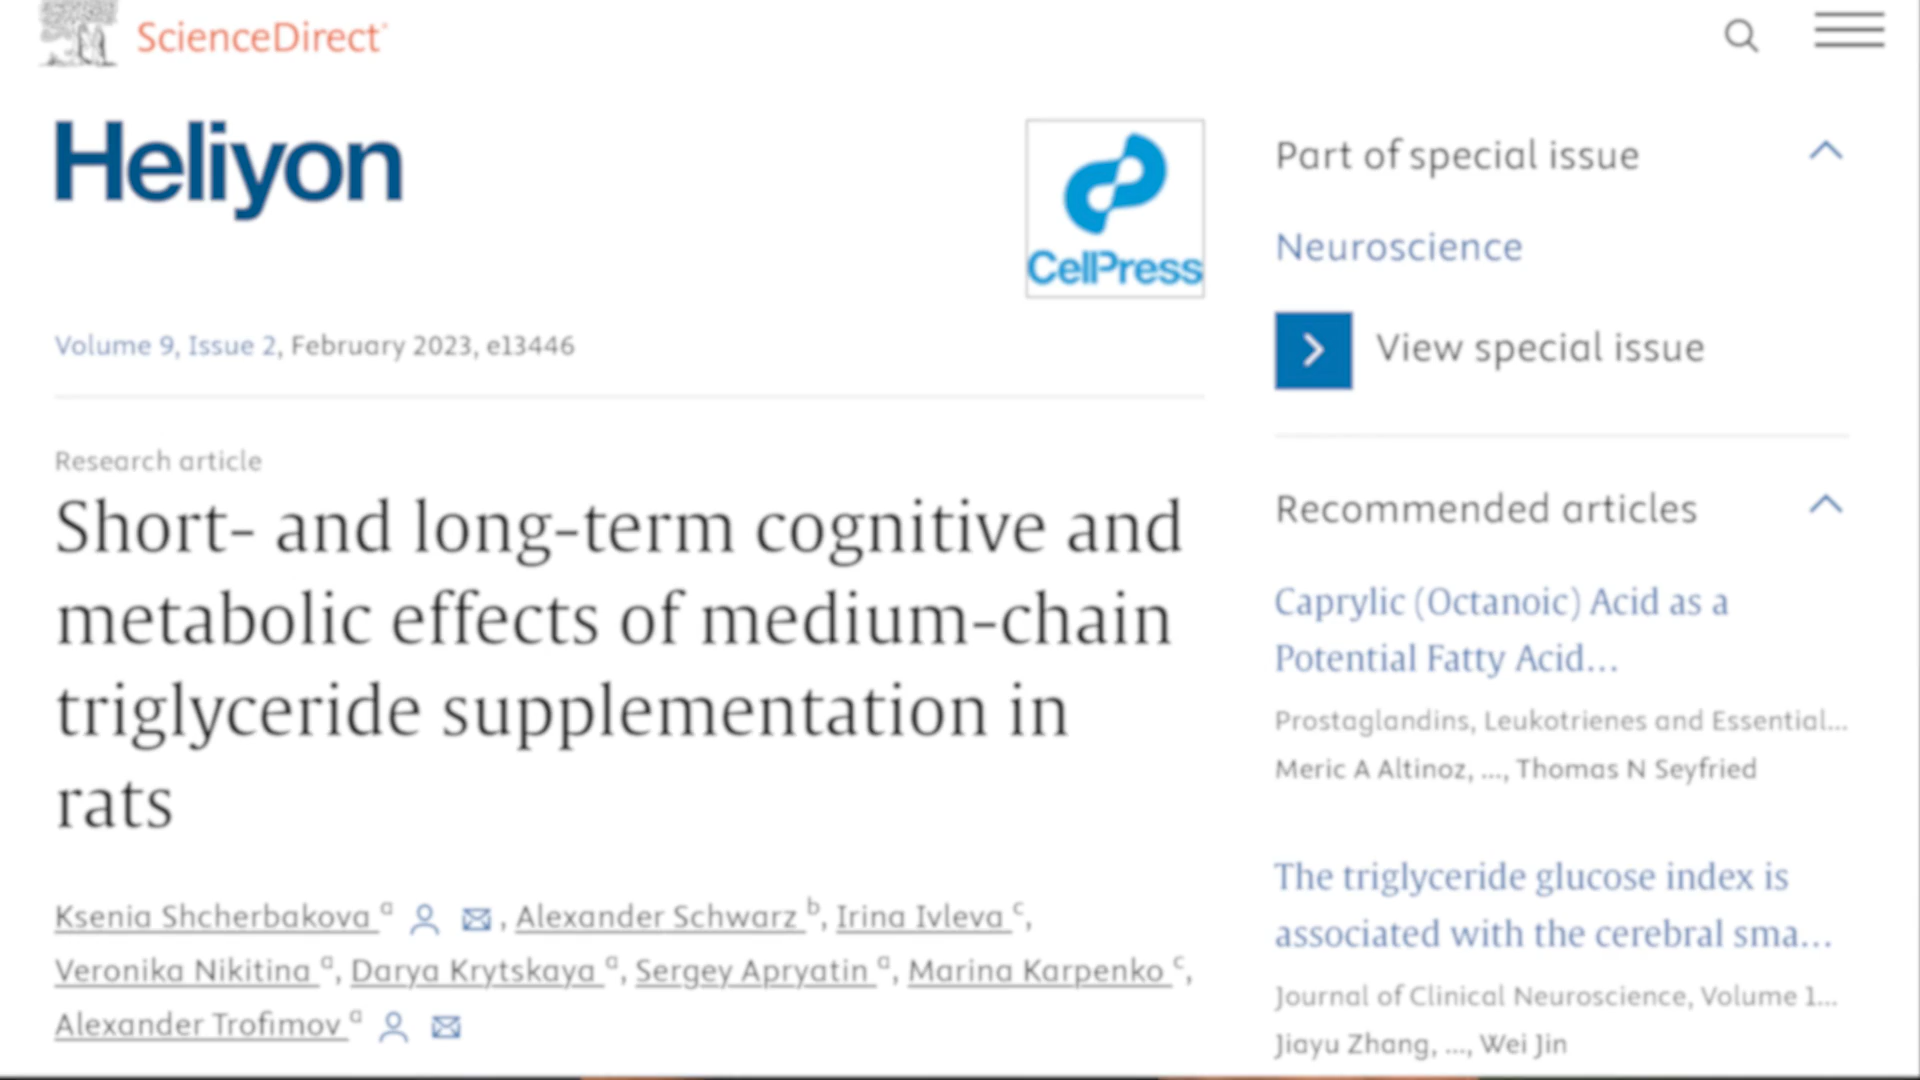 ScienceDirect
Heliyon
CellPress
Volume 9, Issue 2, February 2023, e13446
Research article
Short- and long-term cognitive and
metabolic effects of medium-chain
triglyceride supplementation in
rats
Ksenia Shcherbakova a, Alexander Schwarz b, Irina Ivleva c,
Veronika Nikitina a, Darya Krytskaya a, Sergey Apryatin a, Marina Karpenko c,
Alexander Trofimov a
Part of special issue
Neuroscience
View special issue
Recommended articles
Caprylic (Octanoic) Acid as a
Potential Fatty Acid...
Prostaglandins, Leukotrienes and Essential...
Meric A Altinoz, ..., Thomas N Seyfried
The triglyceride glucose index is
associated with the cerebral sma...
Journal of Clinical Neuroscience, Volume 1...
Jiayu Zhang, ..., Wei Jin